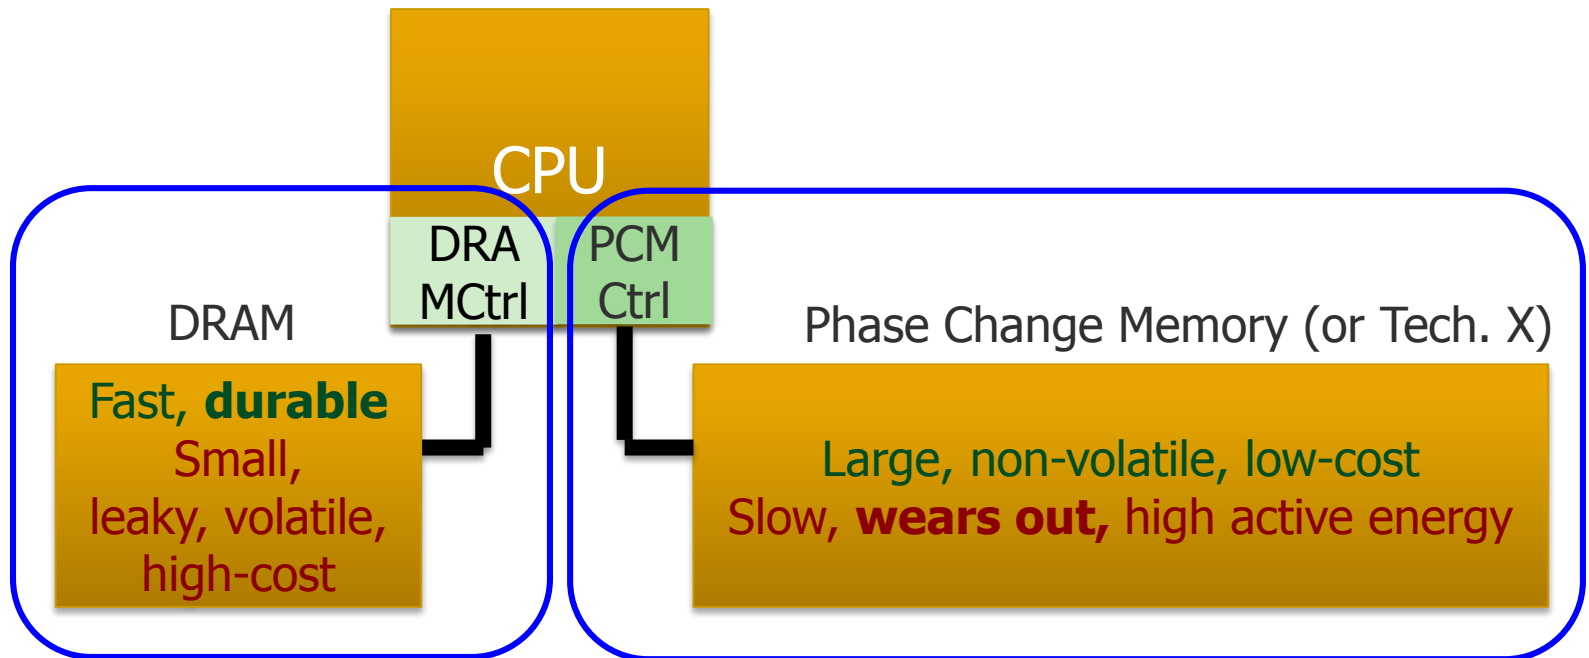 CPU
DRA
MCtrl
PCM
Ctrl
DRAM
Fast, durable
Small,
leaky, volatile,
high-cost
Phase Change Memory (or Tech. X)
Large, non-volatile, low-cost
Slow, wears out, high active energy